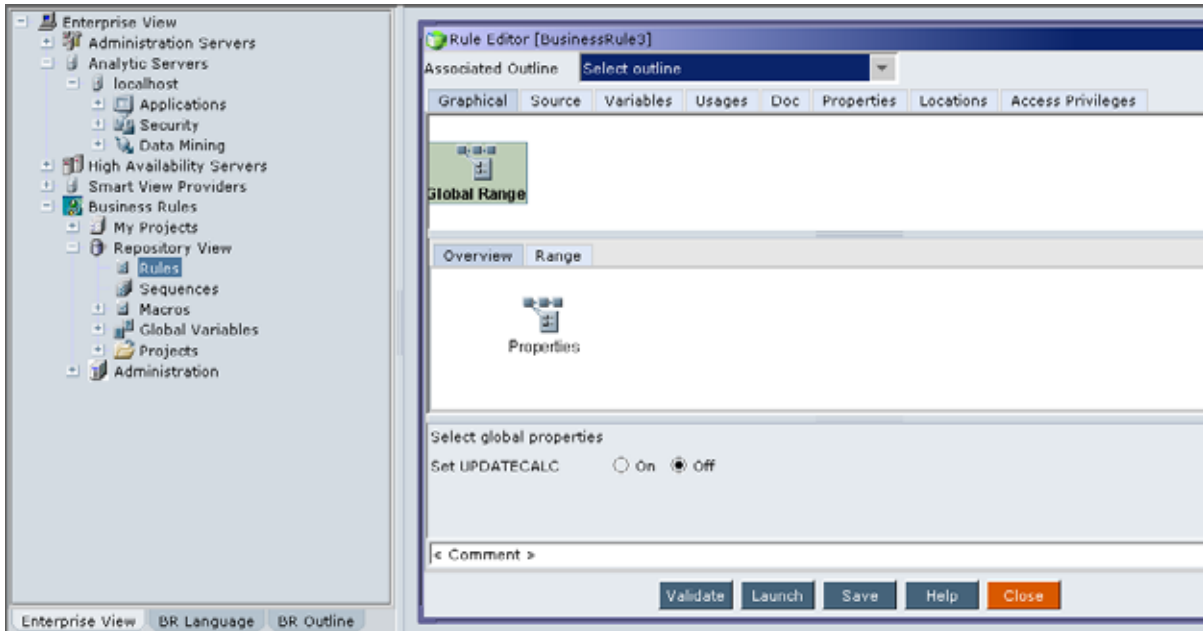 Enterprise View
Administration Servers
Analytic Servers
localhost
Applications
Security
Data Mining
High Availability Servers
Smart View Providers
Business Rules
My Projects
Repository View
Rules
Sequences
Macros
Global Variables
Projects
Administration
Enterprise View BR Language BR Outline
Rule Editor [BusinessRule3]
Associated Outline Select outline
Graphical Source Variables Usages Doc Properties Locations Access Privileges
Global Range
Overview Range
Properties
Select global properties
Set UPDATECALC On Off
< Comment >
Validate Launch Save Help Close